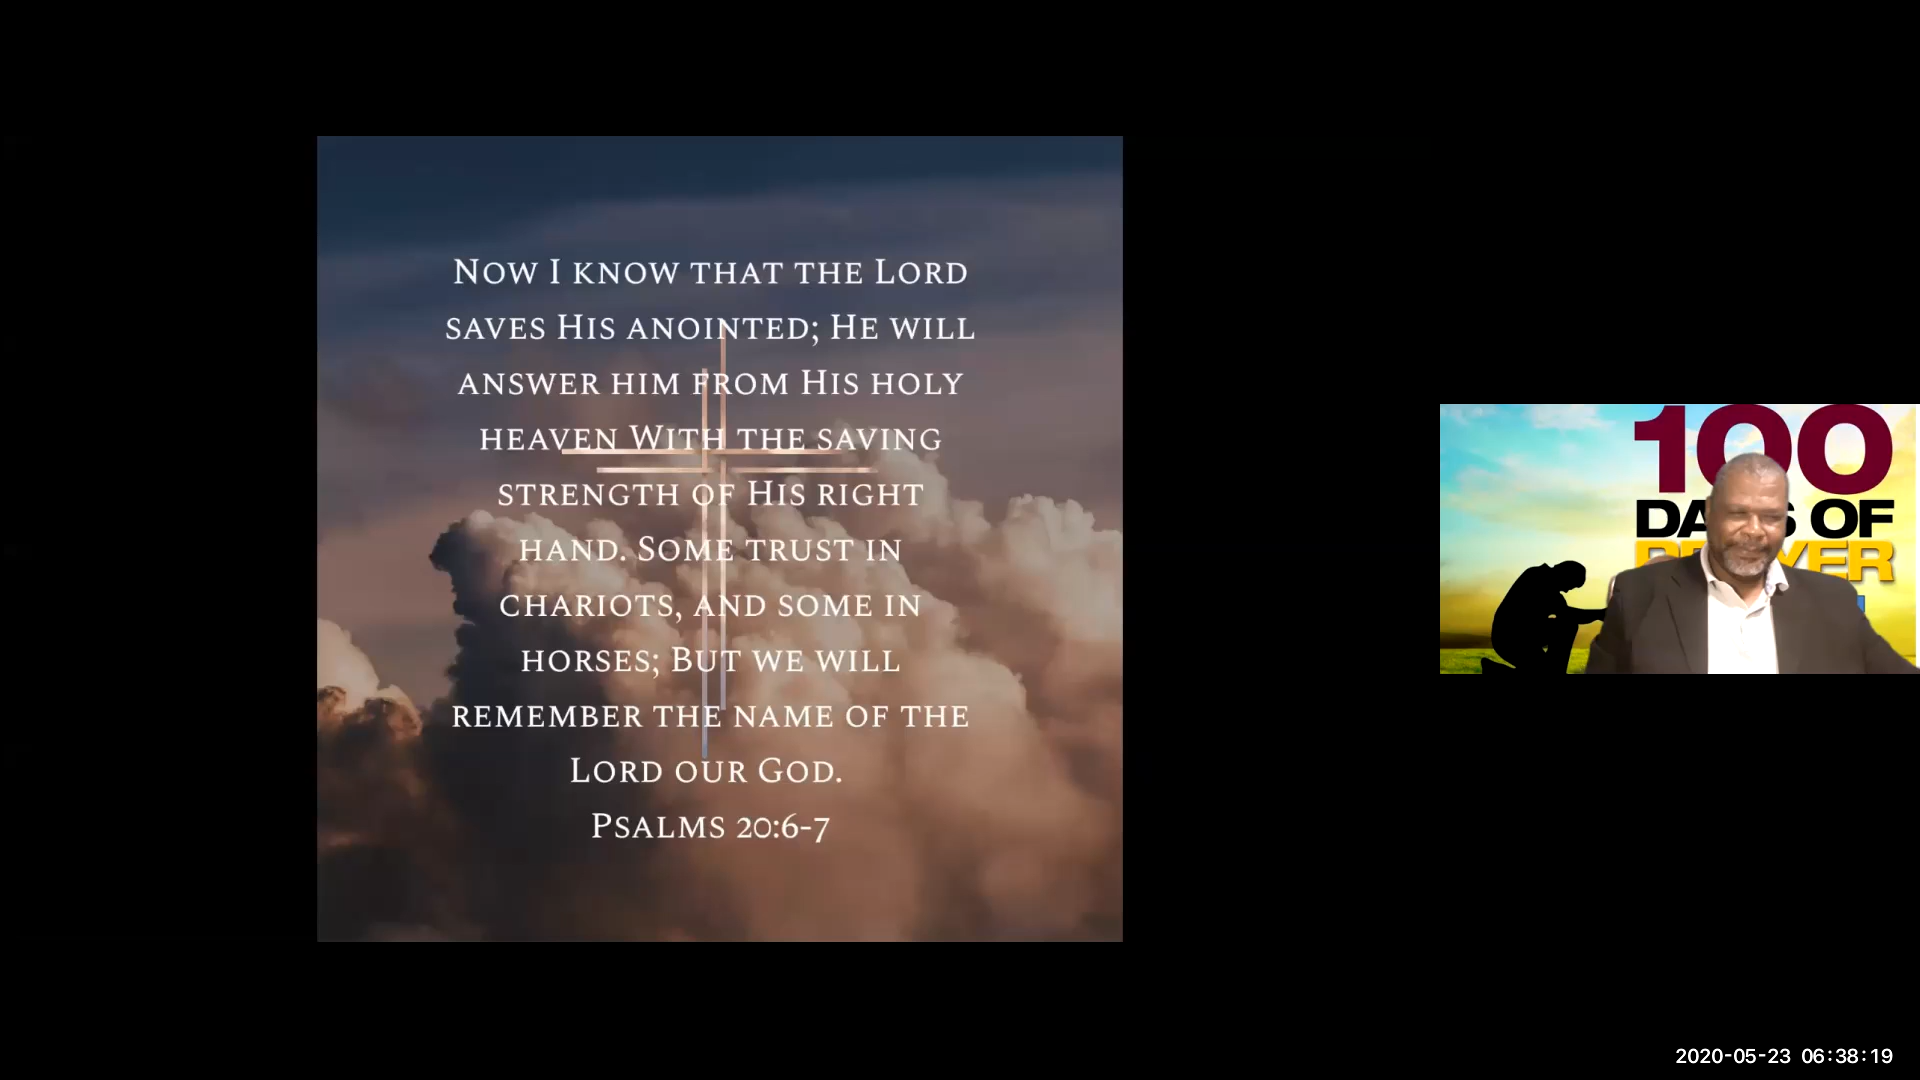 Now I know that the Lord
saves His anointed; He will
answer him from His holy
heaven With the saving
strength of His right
hand. Some trust in
chariots, and some in
horses; But we will
remember the name of the
Lord our God.
Psalms 20:6-7
100
DAYS OF
PRAYER
2020-05-23 06:38:19